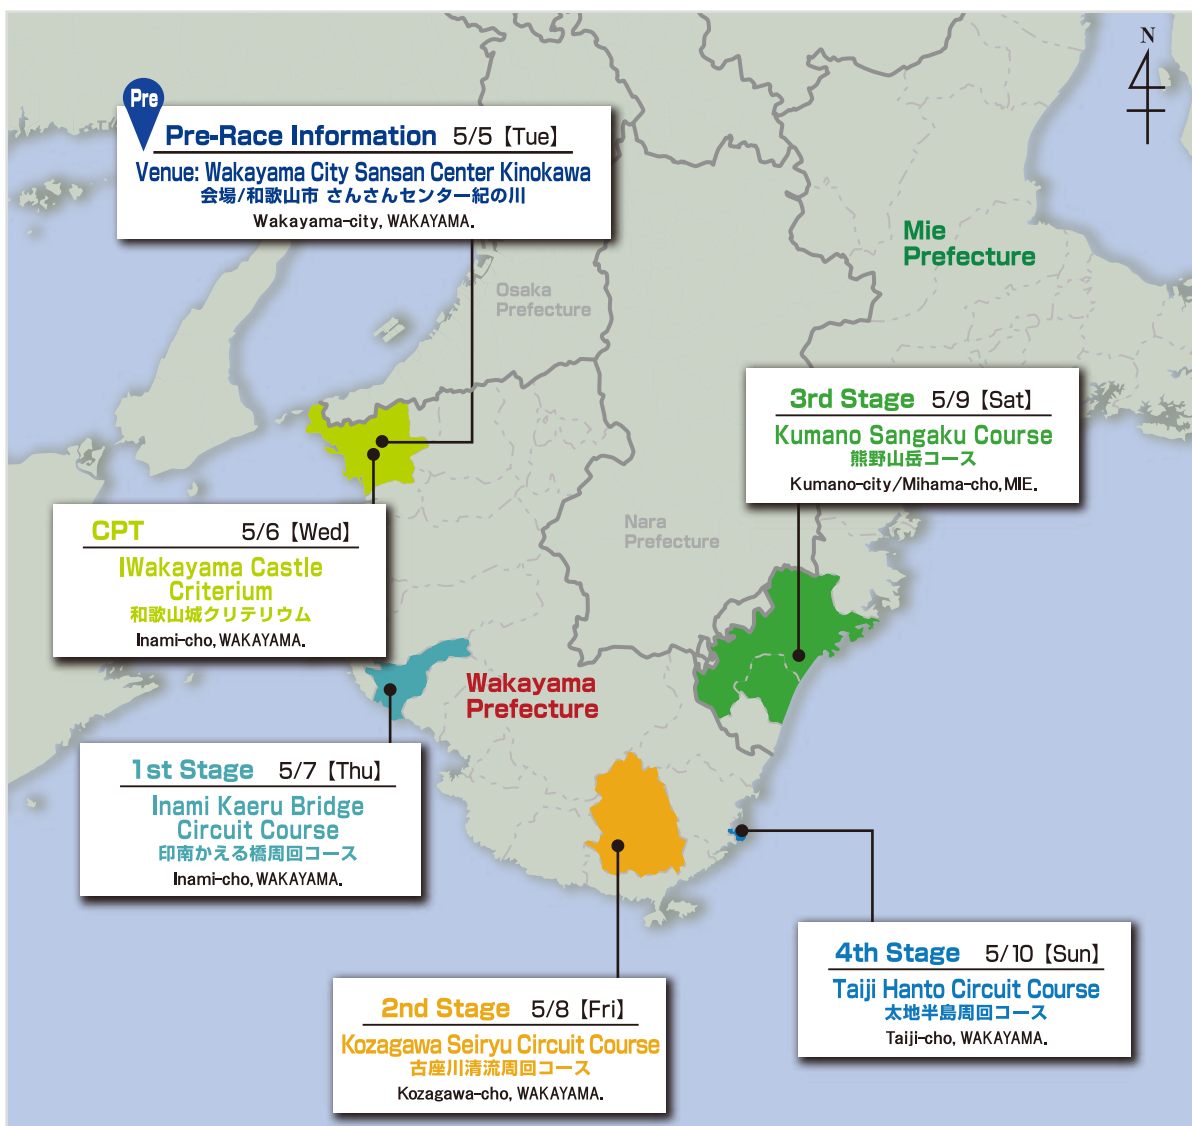 N
Pre
Pre-Race Information 5/5【Tue】
Venue: Wakayama City Sansan Center Kinokawa
会場/和歌山市 さんさんセンター紀の川
Wakayama-city, WAKAYAMA.
Mie
Prefecture
Osaka
Prefecture
3rd Stage 5/9【Sat】
Kumano Sangaku Course
熊野山岳コース
Kumano-city/Mihama-cho, MIE.
CPT 5/6【Wed】
IWakayama Castle
Criterium
和歌山城クリテリウム
Inami-cho, WAKAYAMA.
Nara
Prefecture
Wakayama
Prefecture
1st Stage 5/7【Thu】
Inami Kaeru Bridge
Circuit Course
印南かえる橋周回コース
Inami-cho, WAKAYAMA.
4th Stage 5/10【Sun】
Taiji Hanto Circuit Course
太地半島周回コース
Taiji-cho, WAKAYAMA.
2nd Stage 5/8【Fri】
Kozagawa Seiryu Circuit Course
古座川清流周回コース
Kozagawa-cho, WAKAYAMA.